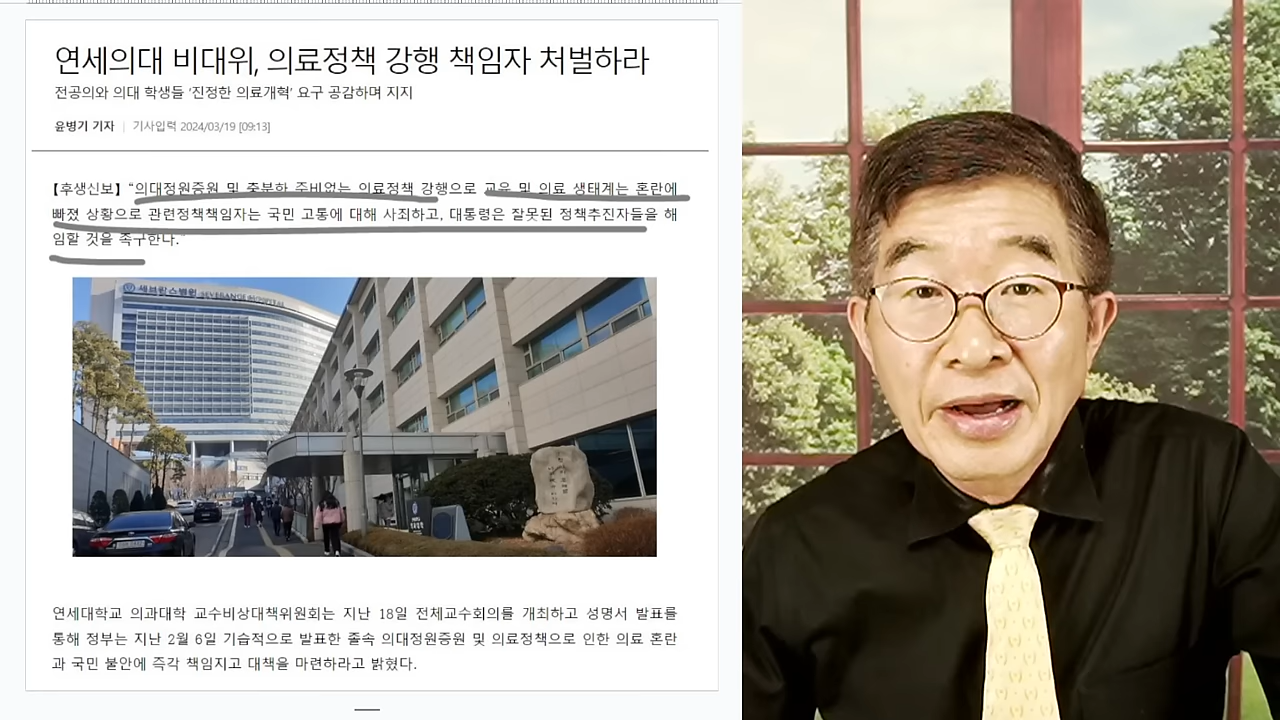 연세의대 비대위, 의료정책 강행 책임자 처벌하라
전공의와 의대 학생들 '진정한 의료개혁' 요구 공감하며 지지
윤병기 기자 | 기사입력 2024/03/19 [09:13]
【후생신보】 "의대정원증원 및 충분한 준비없는 의료정책 강행으로 교육 및 의료 생태계는 혼란에
빠졌 상황으로 관련정책책임자는 국민 고통에 대해 사죄하고, 대통령은 잘못된 정책추진자들을 해
임할 것을 촉구한다."
세브란스병원 SEVERANCE HOSPITAL
연세대학교 의과대학 교수비상대책위원회는 지난 18일 전체교수회의를 개최하고 성명서 발표를
통해 정부는 지난 2월 6일 기습적으로 발표한 졸속 의대정원증원 및 의료정책으로 인한 의료 혼란
과 국민 불안에 즉각 책임지고 대책을 마련하라고 밝혔다.